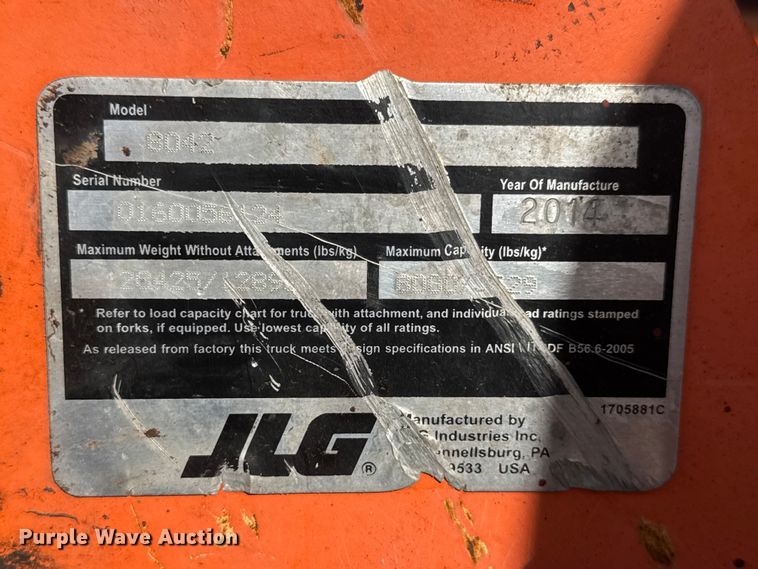 Model
8042
Serial Number
Year Of Manufacture
2014
Maximum Weight Without Attachments (lbs/kg)
Maximum Capacity (lbs/kg)*
Refer to load capacity chart for truck with attachment, and individual load ratings stamped
on forks, if equipped. Use lowest capacity of all ratings.
As released from factory this truck meets design specifications in ANSI B56.6-2005
1705881C
JLG®
Manufactured by
Industries Inc.
PA
USA
Purple Wave Auction